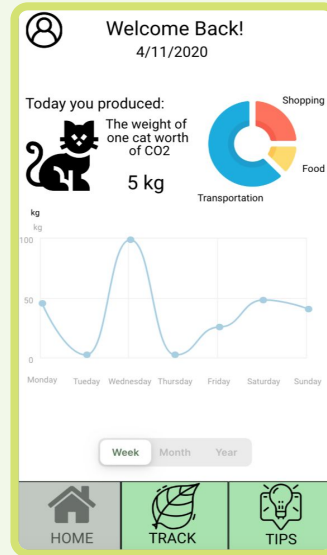 Welcome Back!
4/11/2020
Today you produced:
The weight of
one cat worth
of CO2
5 kg
Shopping
Food
Transportation
kg
kg
100
50
0
Monday Tueday Wednesday Thursday Friday Saturday Sunday
Week Month Year
HOME TRACK TIPS